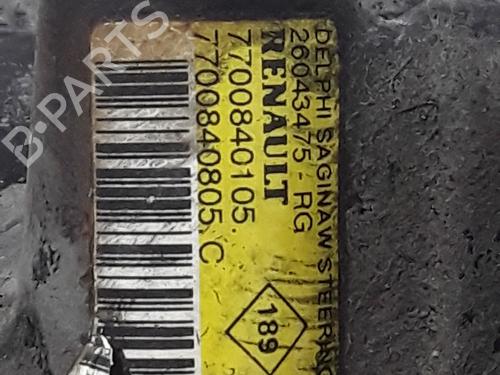 DELPHI SAGINAW STEERING
26043475 - RG
RENAULT
7700840105.
7700840805.C
189
B-PARTS